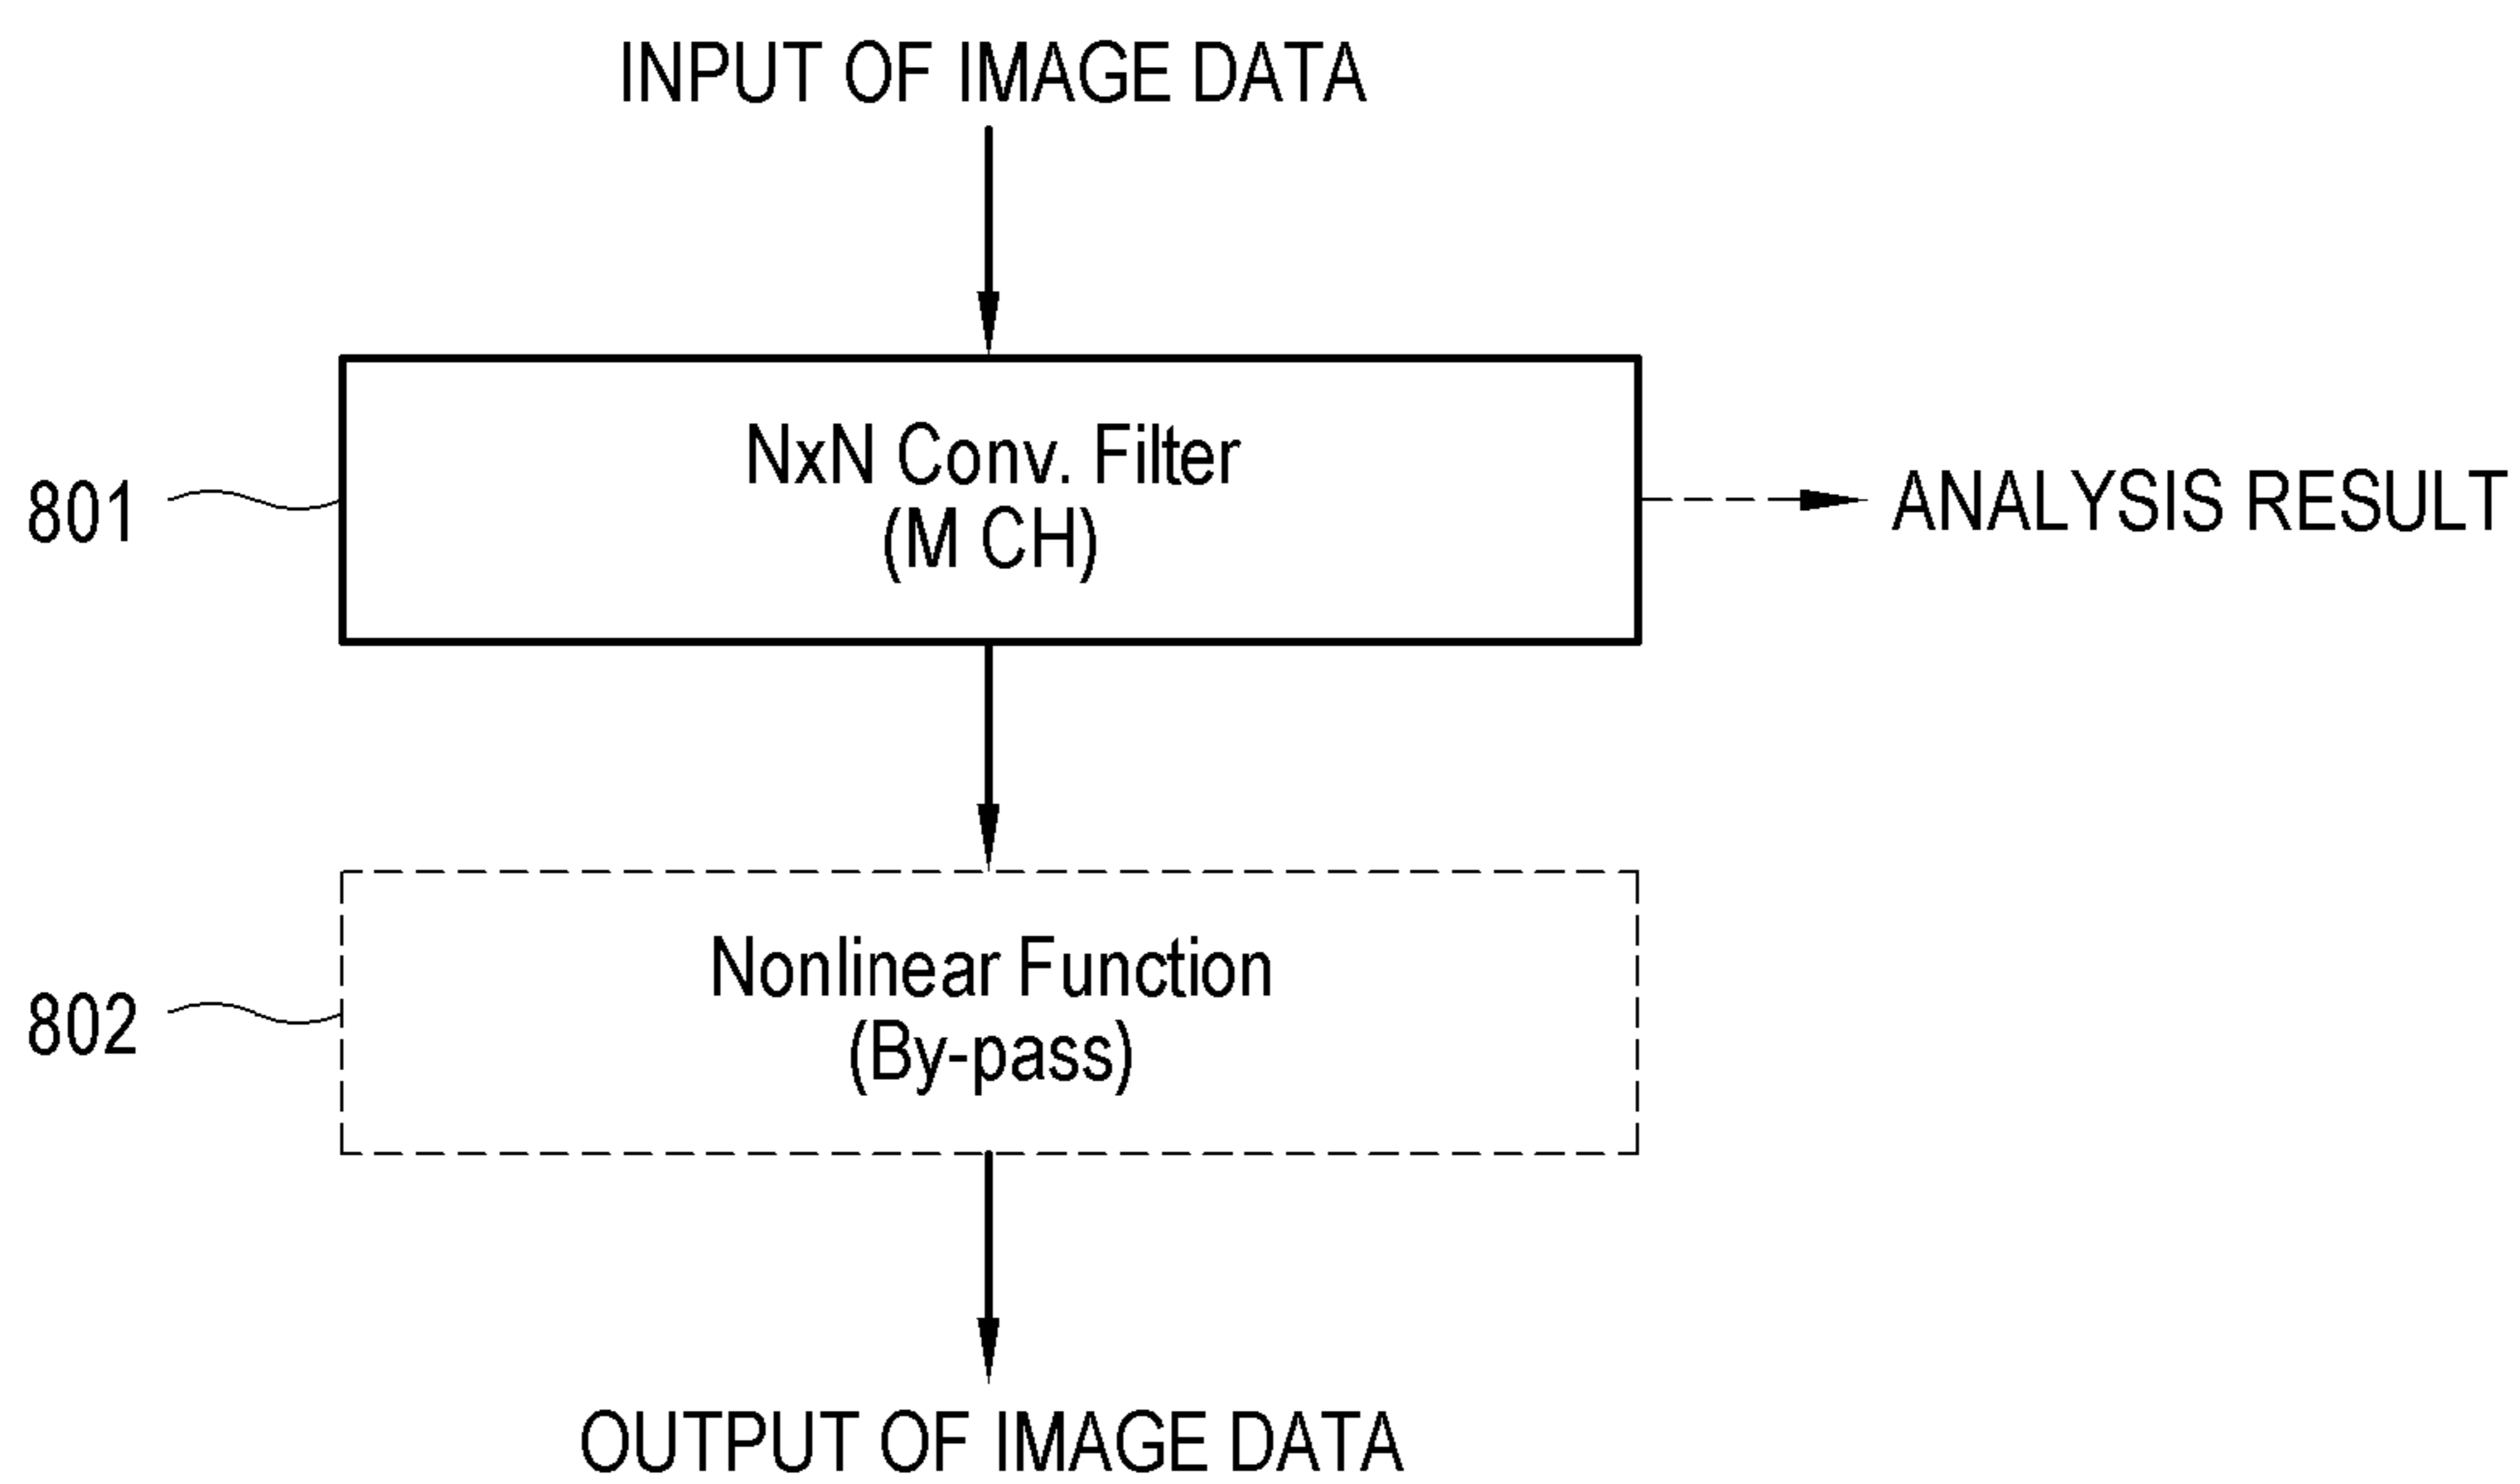 INPUT OF IMAGE DATA
NxN Conv. Filter
(M CH)
801
ANALYSIS RESULT
Nonlinear Function
(By-pass)
802
OUTPUT OF IMAGE DATA